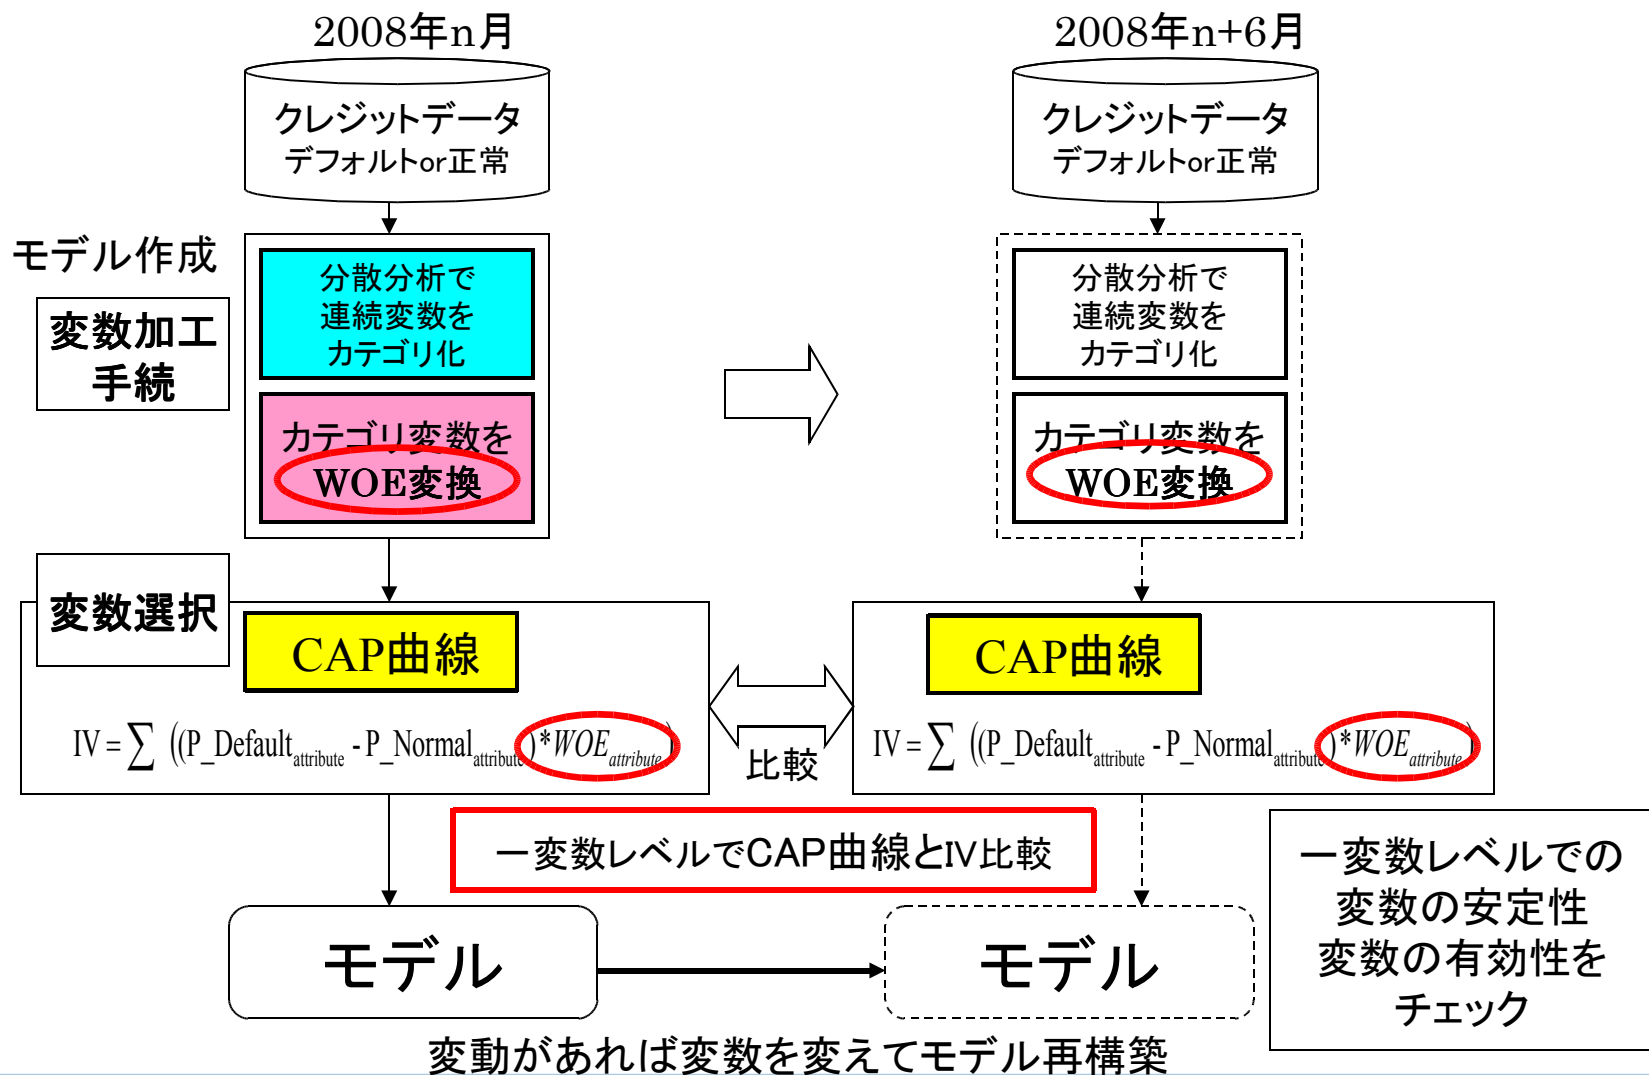 2008年n月
2008年n+6月
クレジットデータ
デフォルトor正常
クレジットデータ
デフォルトor正常
モデル作成
変数加工
手続
分散分析で
連続変数を
カテゴリ化
カテゴリ変数を
WOE変換
分散分析で
連続変数を
カテゴリ化
カテゴリ変数を
WOE変換
変数選択
CAP曲線
IV = ∑ ((P_Default_attribute - P_Normal_attribute) * WOE_attribute)
比較
CAP曲線
IV = ∑ ((P_Default_attribute - P_Normal_attribute) * WOE_attribute)
一変数レベルでCAP曲線とIV比較
一変数レベルでの
変数の安定性
変数の有効性を
チェック
モデル
モデル
変動があれば変数を変えてモデル再構築